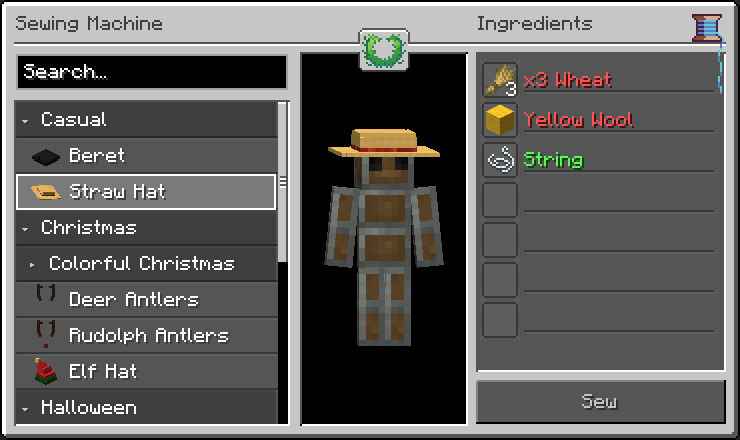 Sewing Machine
Ingredients
Search...
Casual
Beret
Straw Hat
Christmas
Colorful Christmas
Deer Antlers
Rudolph Antlers
Elf Hat
Halloween
3
x3 Wheat
Yellow Wool
String
Sew